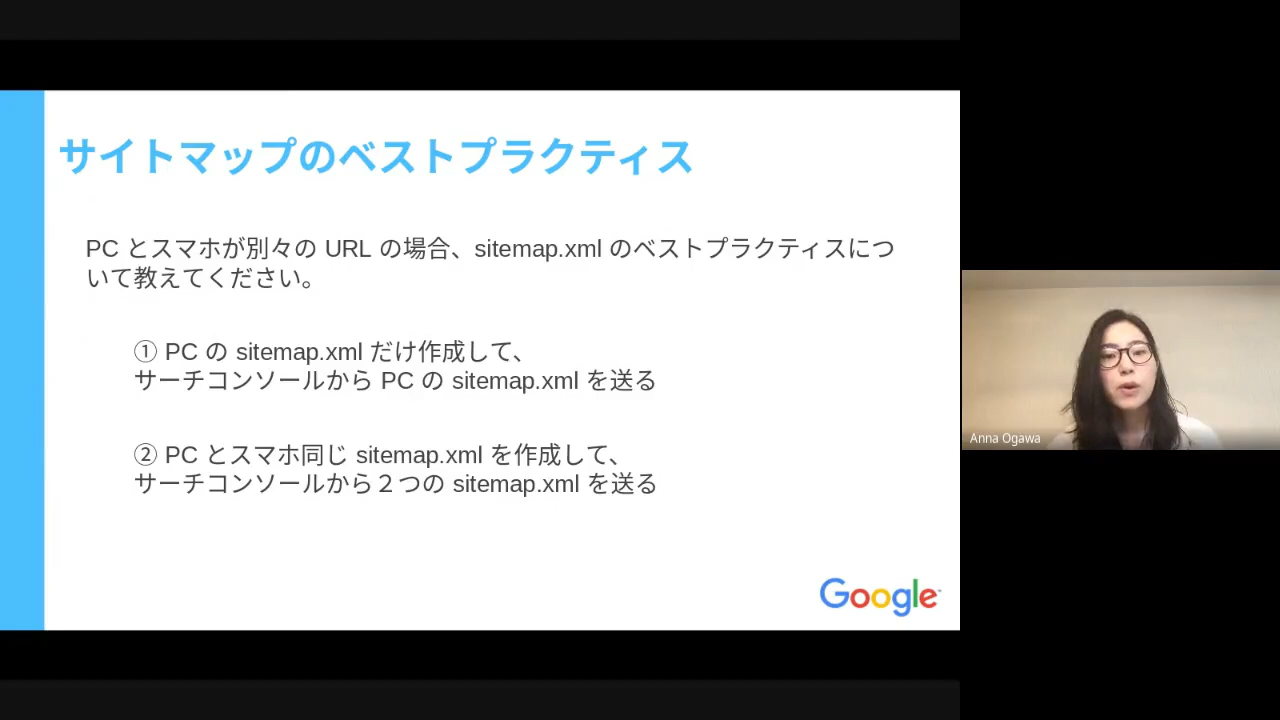 サイトマップのベストプラクティス
PC とスマホが別々の URL の場合、sitemap.xml のベストプラクティスにつ
いて教えてください。
① PC の sitemap.xml だけ作成して、
サーチコンソールから PC の sitemap.xml を送る
② PC とスマホ同じ sitemap.xml を作成して、
サーチコンソールから２つの sitemap.xml を送る
Google
Anna Ogawa